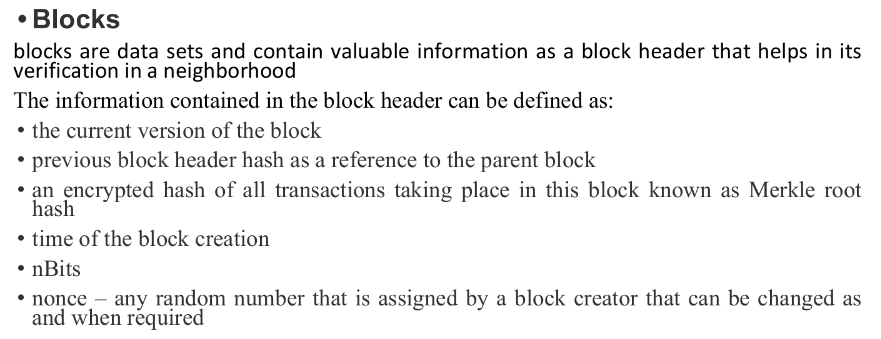 • Blocks
blocks are data sets and contain valuable information as a block header that helps in its
verification in a neighborhood
The information contained in the block header can be defined as:
• the current version of the block
• previous block header hash as a reference to the parent block
• an encrypted hash of all transactions taking place in this block known as Merkle root
hash
• time of the block creation
• nBits
• nonce – any random number that is assigned by a block creator that can be changed as
and when required